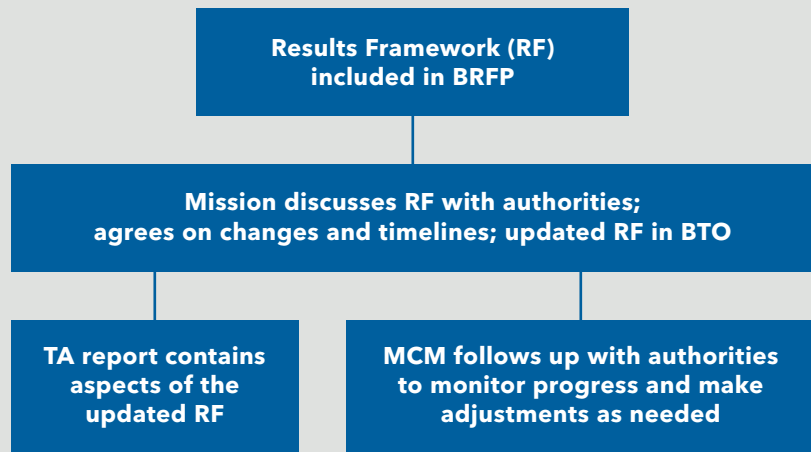 Results Framework (RF)
included in BRFP
Mission discusses RF with authorities;
agrees on changes and timelines; updated RF in BTO
TA report contains
aspects of the
updated RF
MCM follows up with authorities
to monitor progress and make
adjustments as needed